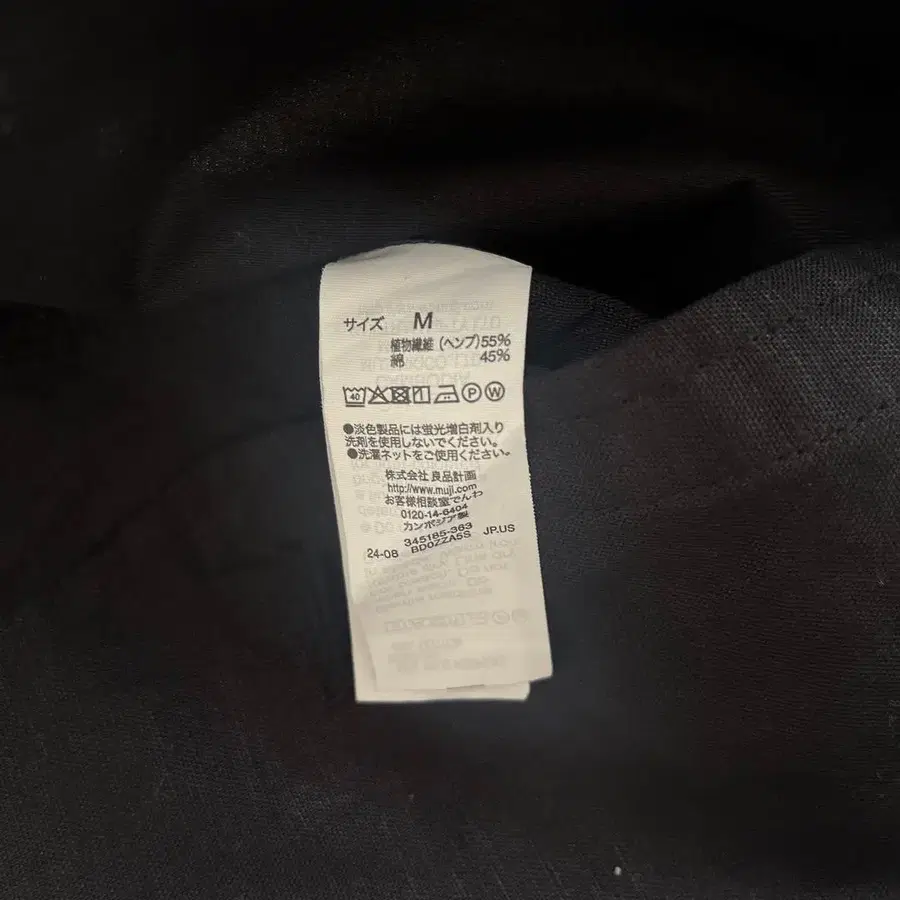 サイズ M
植物繊維(ヘンプ)55%
綿 45%
40 P W
●淡色製品には蛍光増白剤入り
洗剤を使用しないでください。
●洗濯ネットをご使用ください。
株式会社 良品計画
http://www.muji.com
お客様相談室でんわ
0120-14-6404
カンボジア製
345185-363
24-08 BD0ZZA5S JP.US